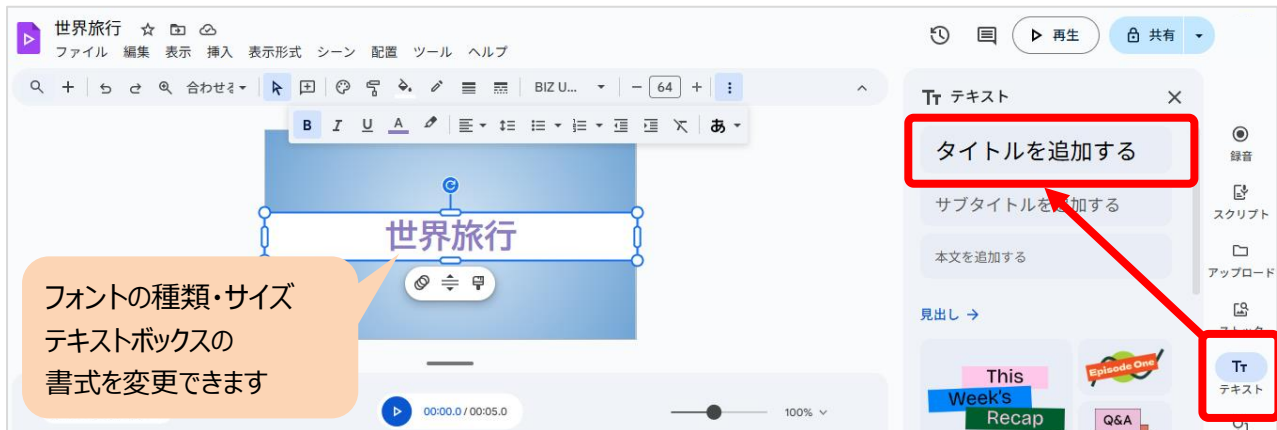 世界旅行
ファイル 編集 表示 挿入 表示形式 シーン 配置 ツール ヘルプ
再生
共有
合わせる
BIZ U...
64
B I U A
あ
世界旅行
フォントの種類・サイズ
テキストボックスの
書式を変更できます
00:00.0 / 00:05.0
100%
Tт テキスト
タイトルを追加する
サブタイトルを追加する
本文を追加する
見出し →
This
Week's
Recap
Episode One
Q&A
録音
スクリプト
アップロード
Tт
テキスト